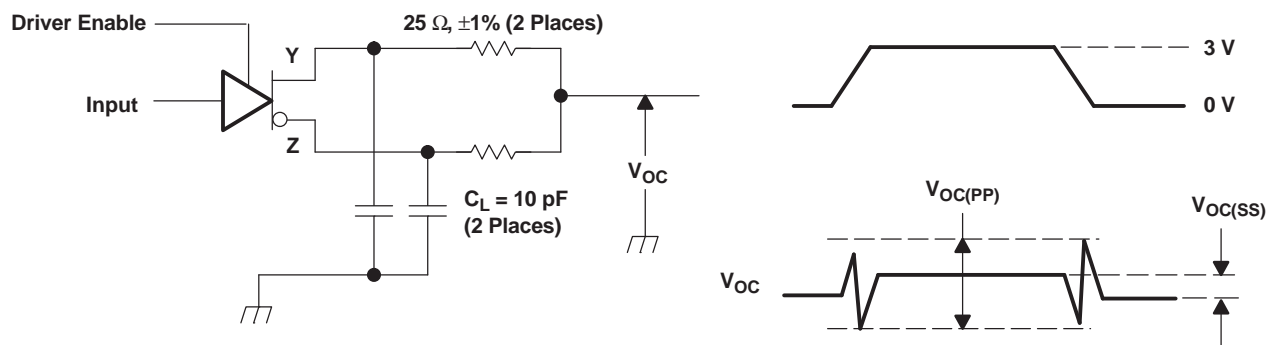 Driver Enable
25 Ω, ±1% (2 Places)
Y
3 V
Input
0 V
Z
V_OC
C_L = 10 pF
(2 Places)
V_OC(PP)
V_OC(SS)
V_OC